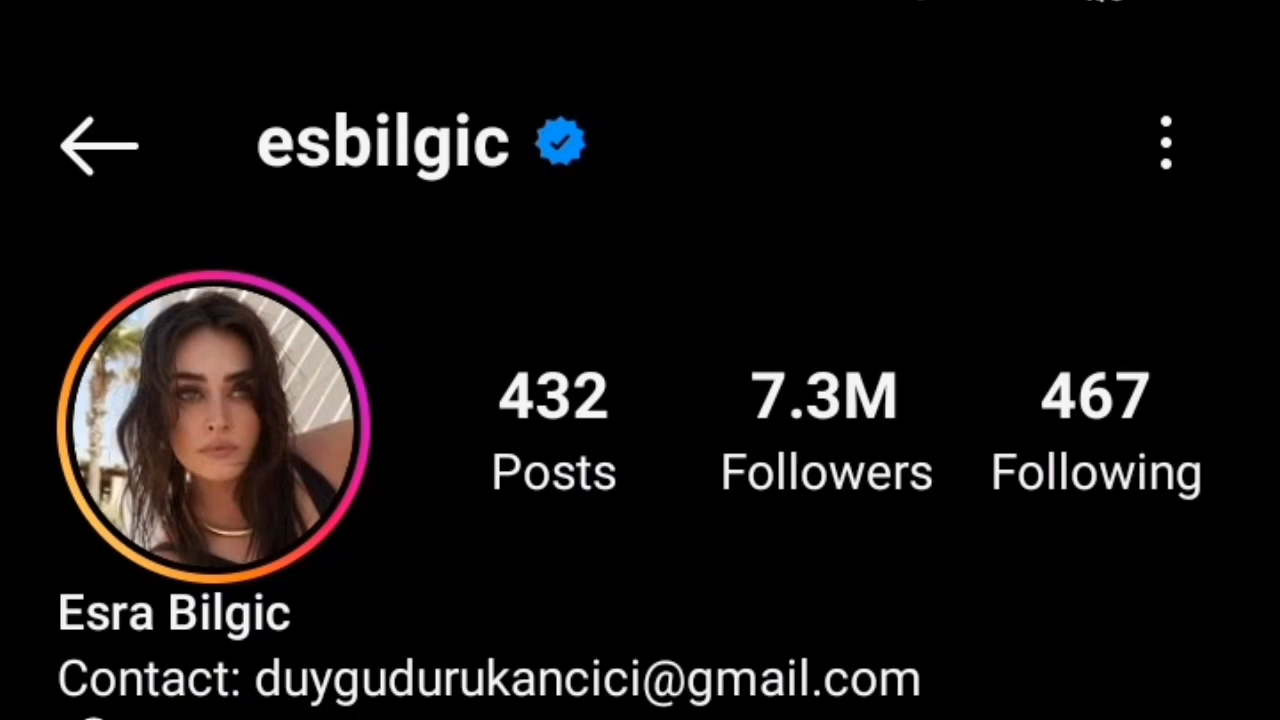 esbilgic
432 7.3M 467
Posts Followers Following
Esra Bilgic
Contact: duygudurukancici@gmail.com